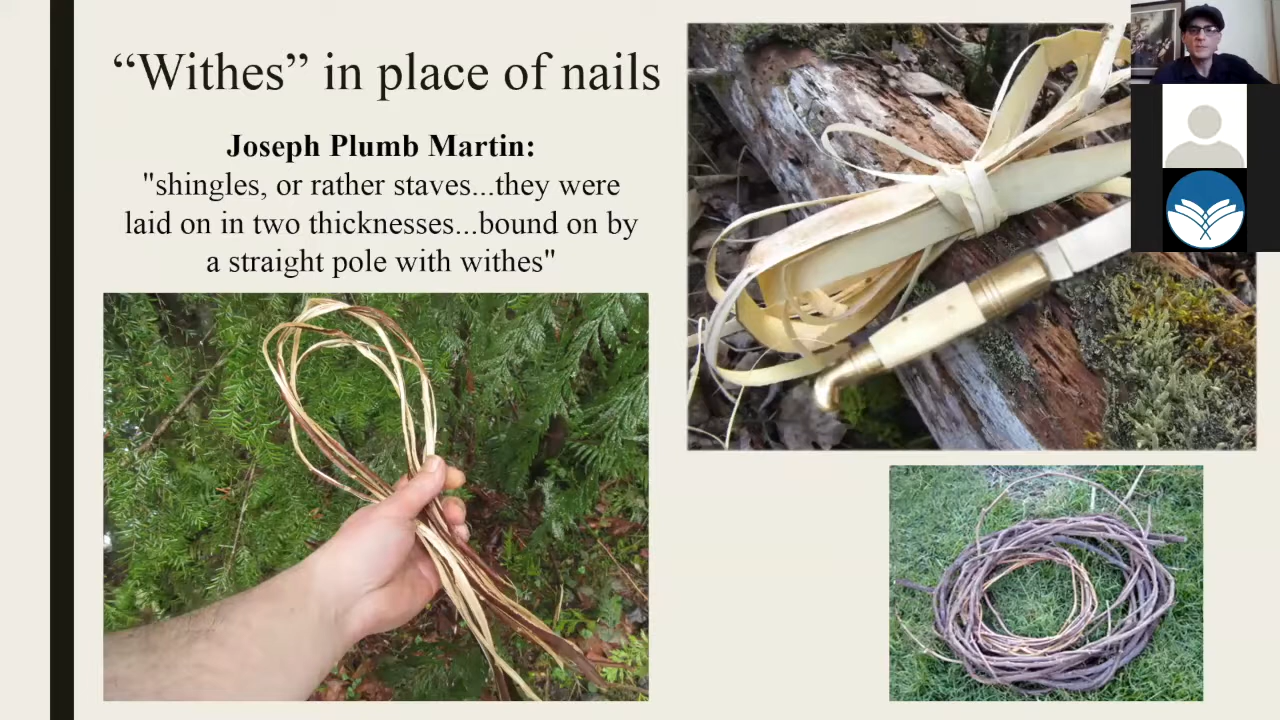 “Withes” in place of nails
Joseph Plumb Martin:
"shingles, or rather staves...they were
laid on in two thicknesses...bound on by
a straight pole with withes"